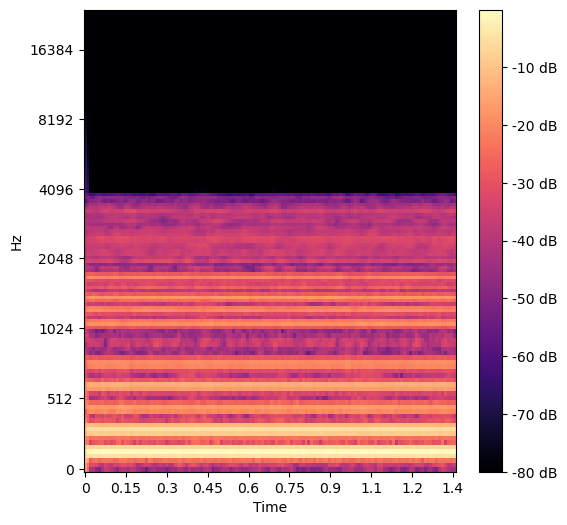 16384
8192
4096
2048
1024
512
0
Hz
0 0.15 0.3 0.45 0.6 0.75 0.9 1.1 1.2 1.4
Time
-10 dB
-20 dB
-30 dB
-40 dB
-50 dB
-60 dB
-70 dB
-80 dB